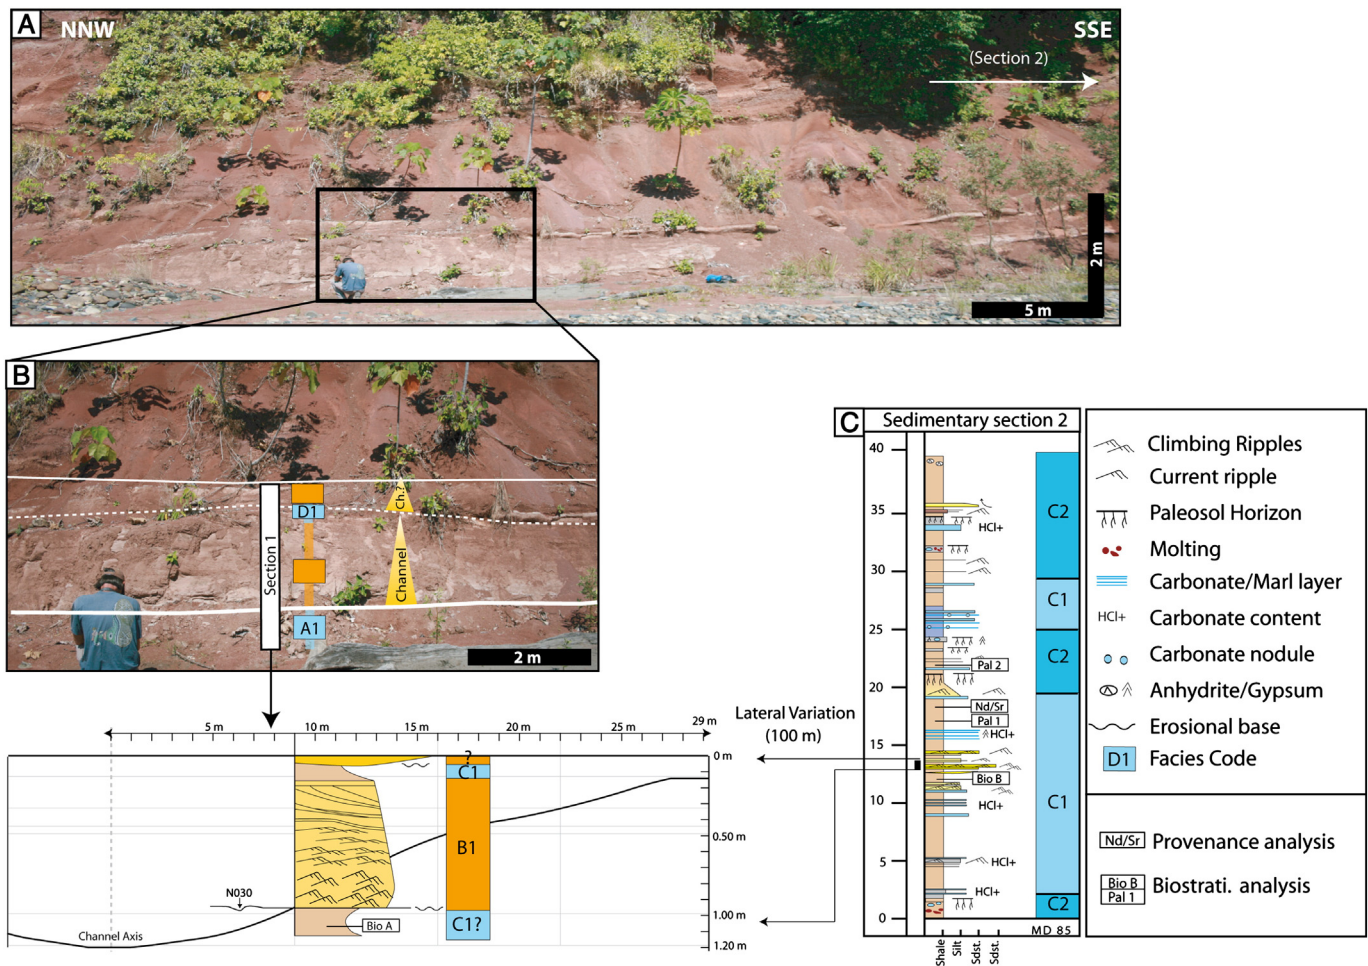 A
NNW
SSE
(Section 2)
2 m
5 m
B
Section 1
D1
A1
Ch.?
Channel
2 m
C
Sedimentary section 2
40
35
30
25
20
15
10
5
0
HCl+
Pal 2
Nd/Sr
Pal 1
HCl+
Bio B
HCl+
HCl+
HCl+
C2
C1
C2
C1
C2
MD 85
Shale
Silt
Sdst.
Sdst.
Climbing Ripples
Current ripple
Paleosol Horizon
Molting
Carbonate/Marl layer
HCl+ Carbonate content
Carbonate nodule
Anhydrite/Gypsum
Erosional base
D1 Facies Code
Nd/Sr Provenance analysis
Bio B
Pal 1
Biostrati. analysis
5 m
10 m
15 m
20 m
25 m
29 m
Lateral Variation
(100 m)
0 m
0.50 m
1.00 m
1.20 m
?
C1
B1
C1?
N030
Bio A
Channel Axis